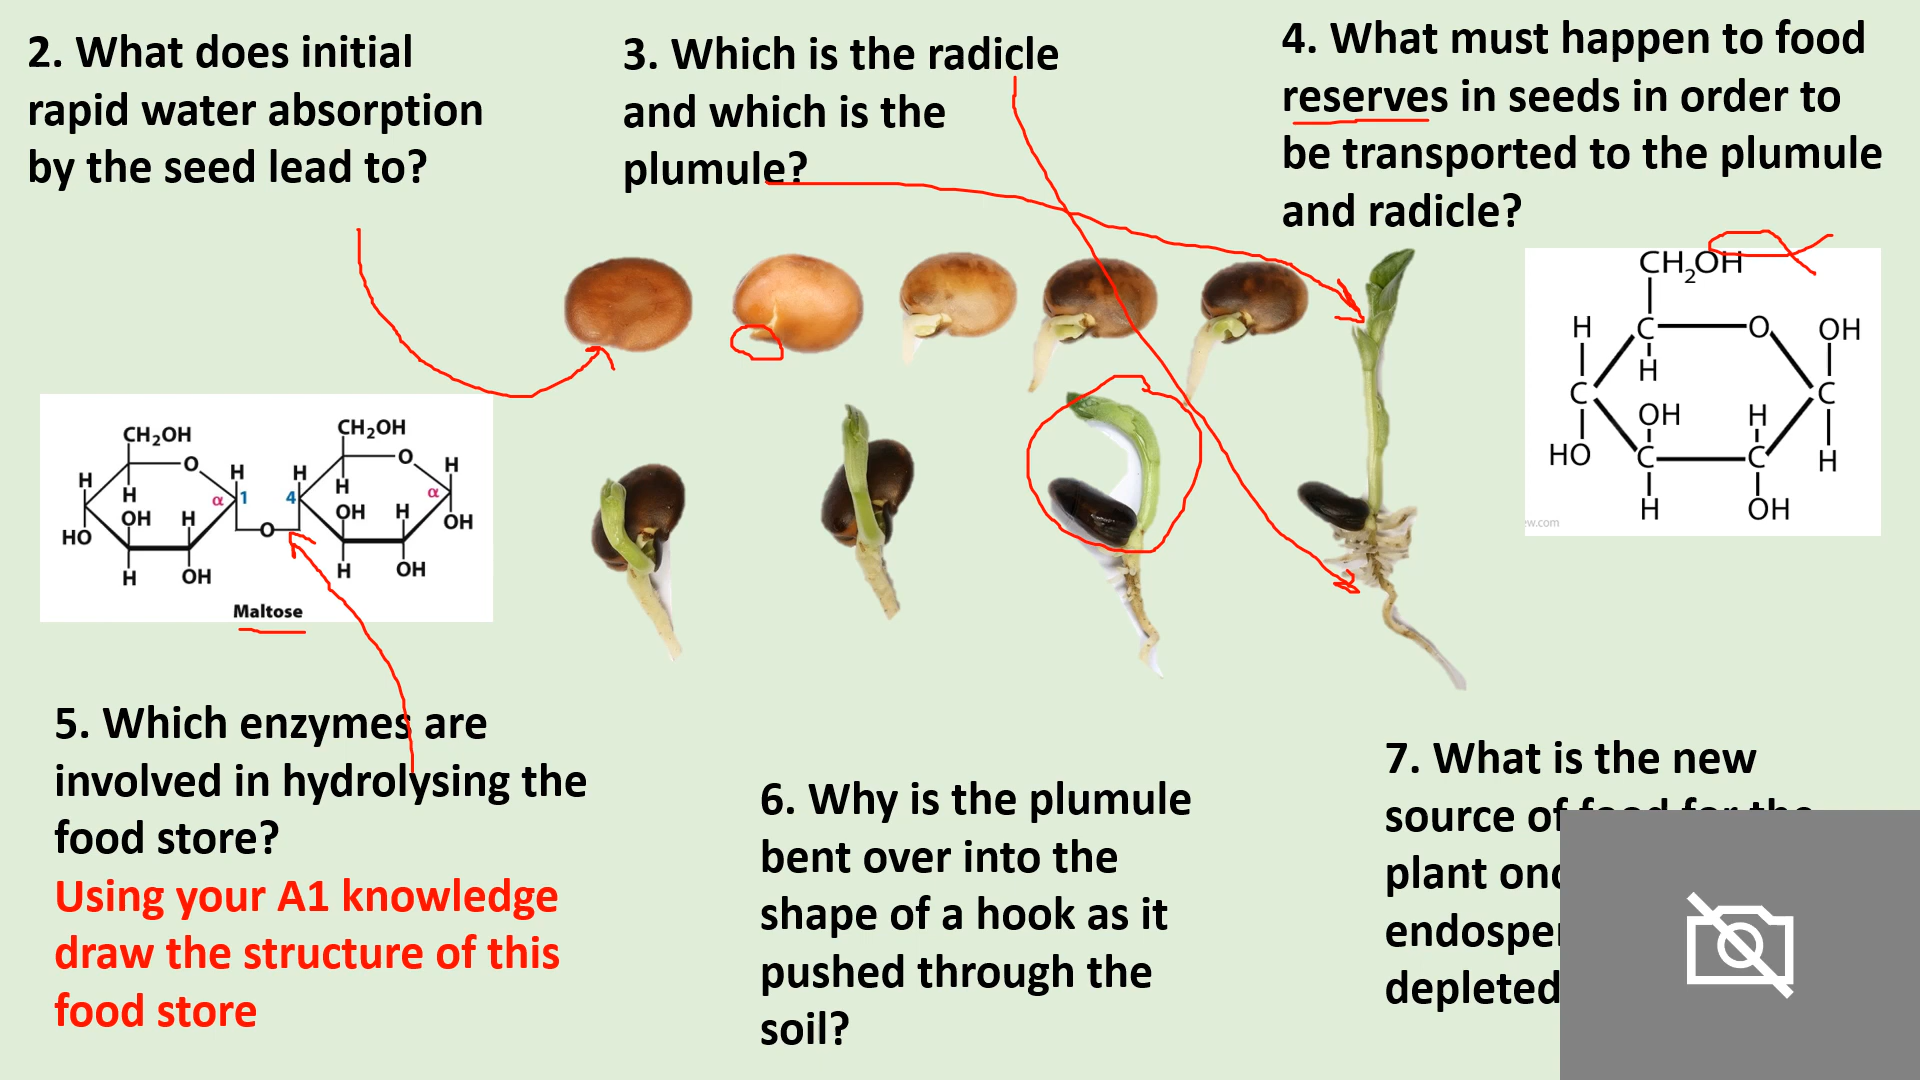 2. What does initial
rapid water absorption
by the seed lead to?
3. Which is the radicle
and which is the
plumule?
4. What must happen to food
reserves in seeds in order to
be transported to the plumule
and radicle?
CH₂OH
H
C
O
OH
H
C
C
OH
H
HO
C
C
H
H
OH
w.com
CH₂OH
O
H
H
H
α
1
OH
H
HO
H
OH
O
CH₂OH
O
H
H
H
4
α
OH
H
OH
H
OH
Maltose
5. Which enzymes are
involved in hydrolysing the
food store?
Using your A1 knowledge
draw the structure of this
food store
6. Why is the plumule
bent over into the
shape of a hook as it
pushed through the
soil?
7. What is the new
source of food for the
plant
depleted